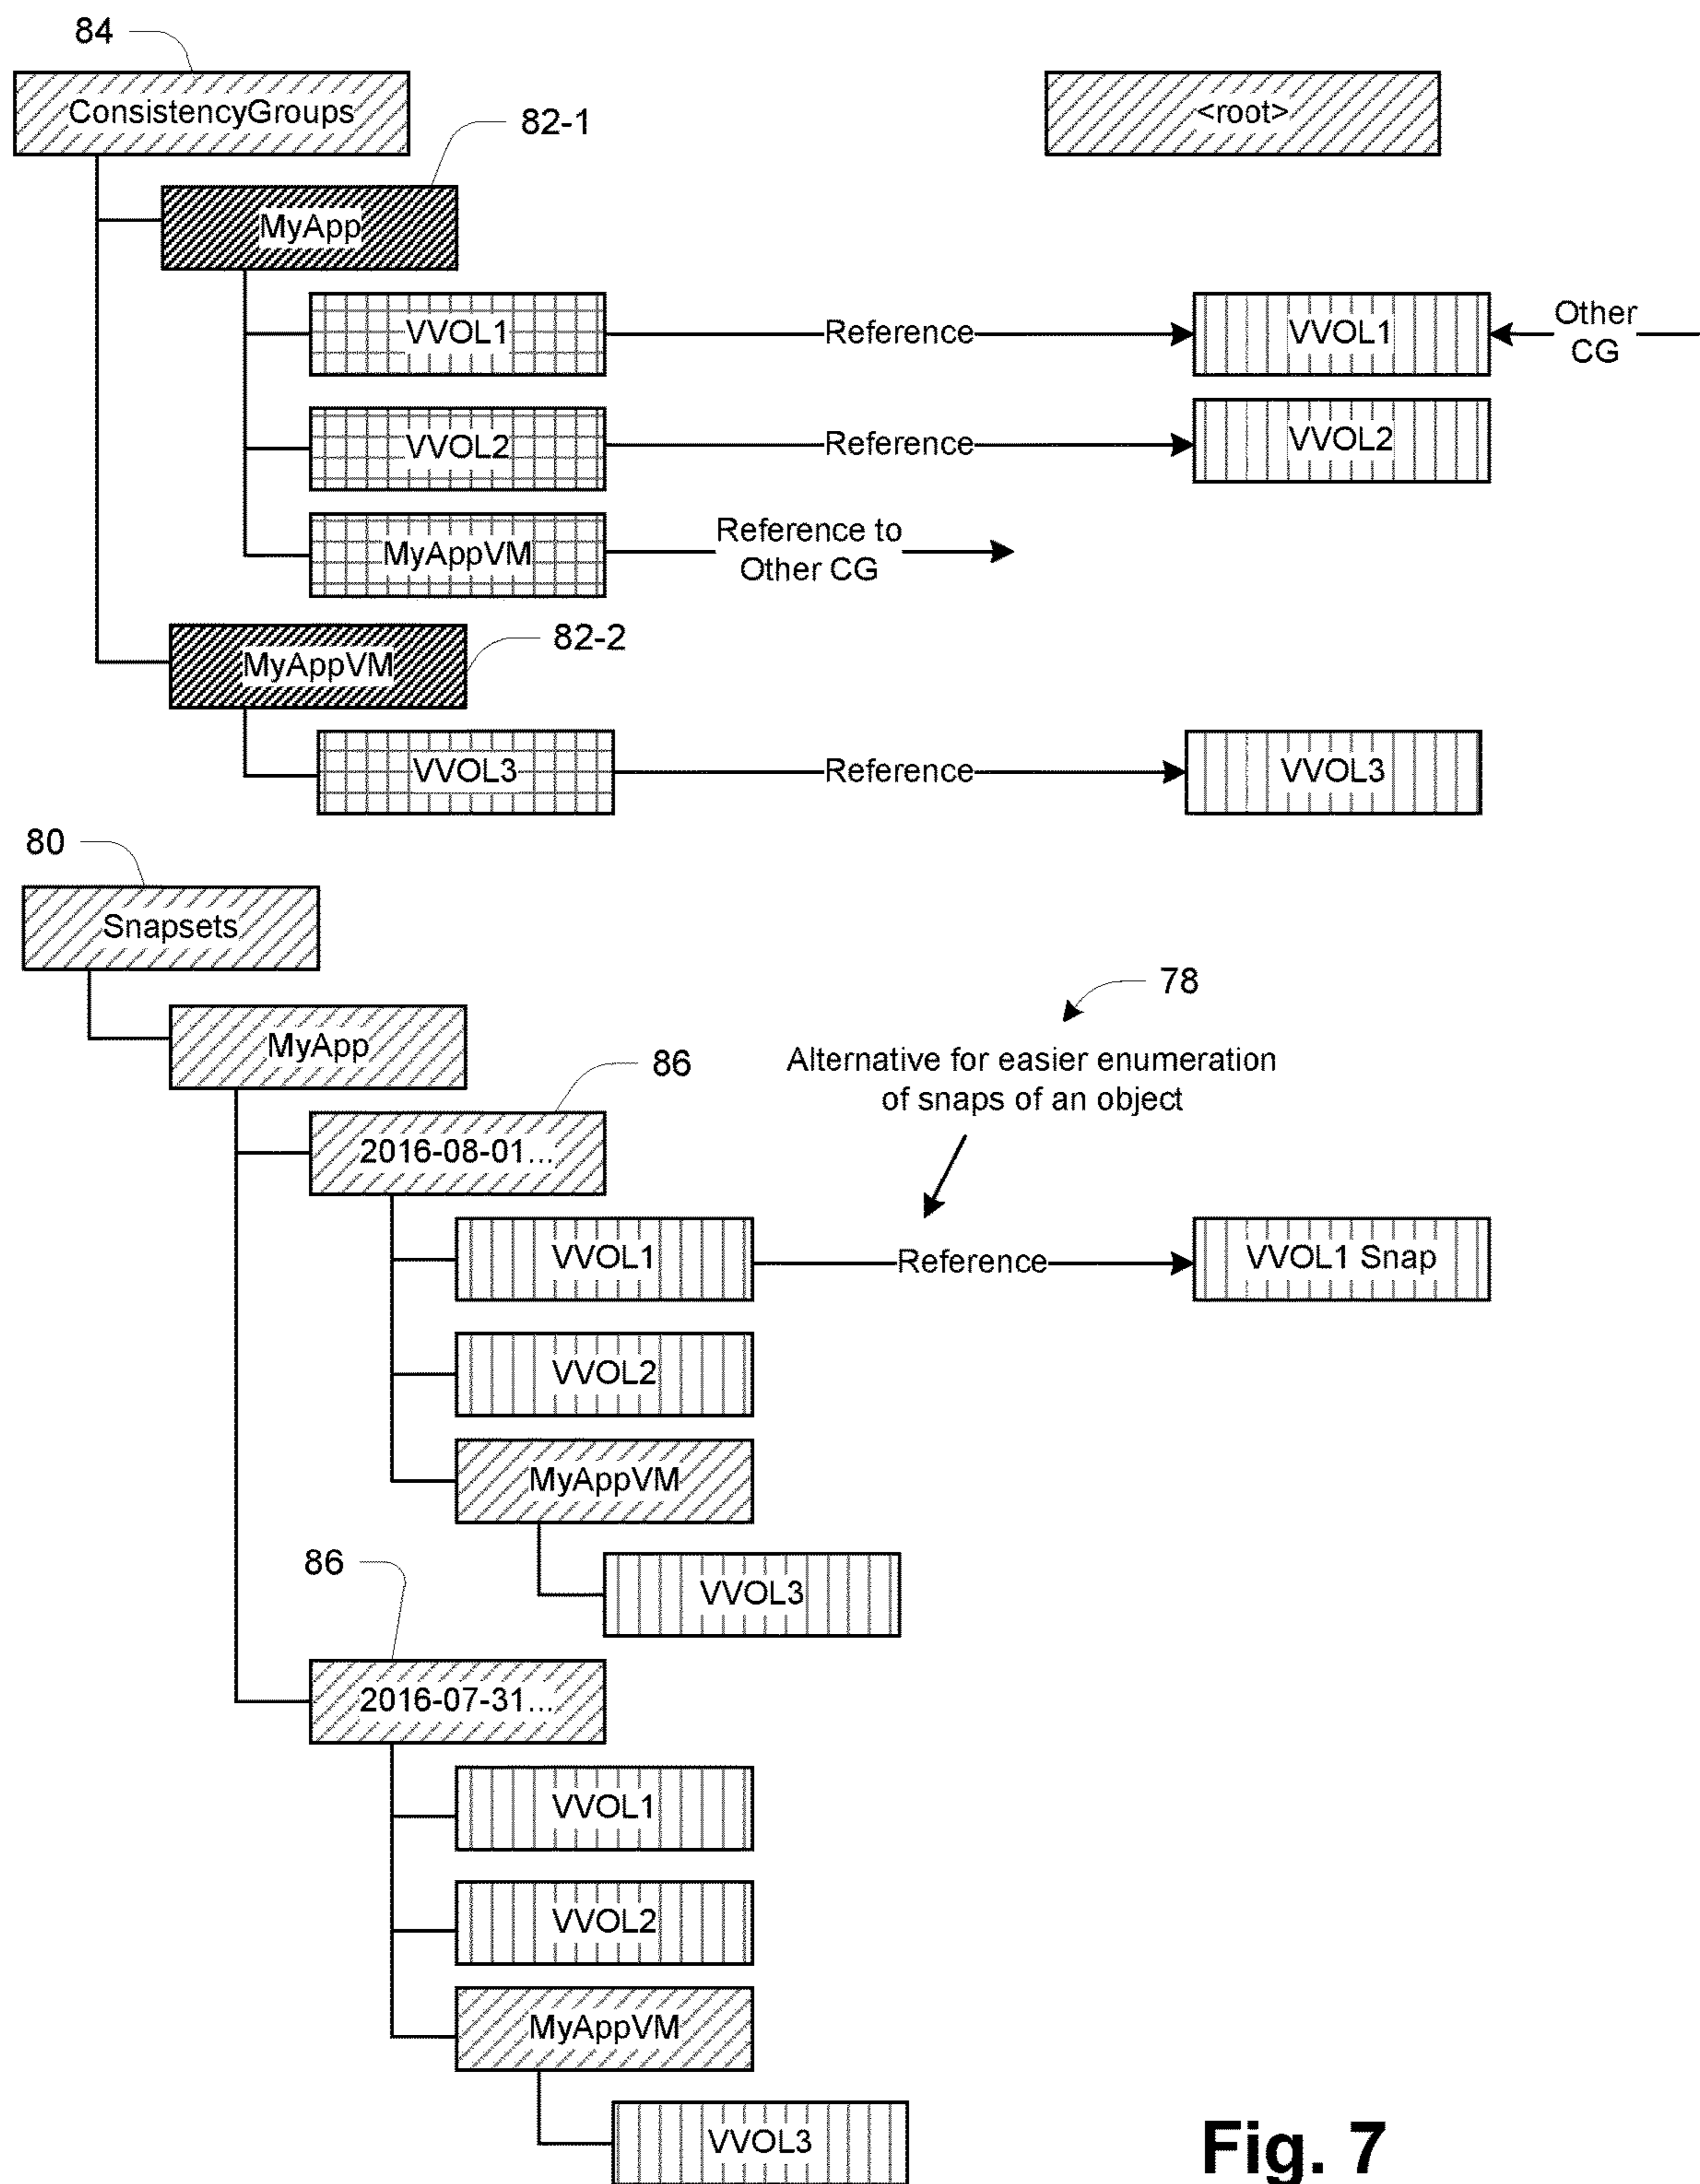 84
ConsistencyGroups
<root>
82-1
MyApp
VVOL1
Reference
VVOL1
Other
CG
VVOL2
Reference
VVOL2
MyAppVM
Reference to
Other CG
82-2
MyAppVM
VVOL3
Reference
VVOL3
80
Snapsets
MyApp
78
Alternative for easier enumeration
of snaps of an object
86
2016-08-01...
VVOL1
Reference
VVOL1 Snap
VVOL2
MyAppVM
VVOL3
86
2016-07-31...
VVOL1
VVOL2
MyAppVM
VVOL3
Fig. 7